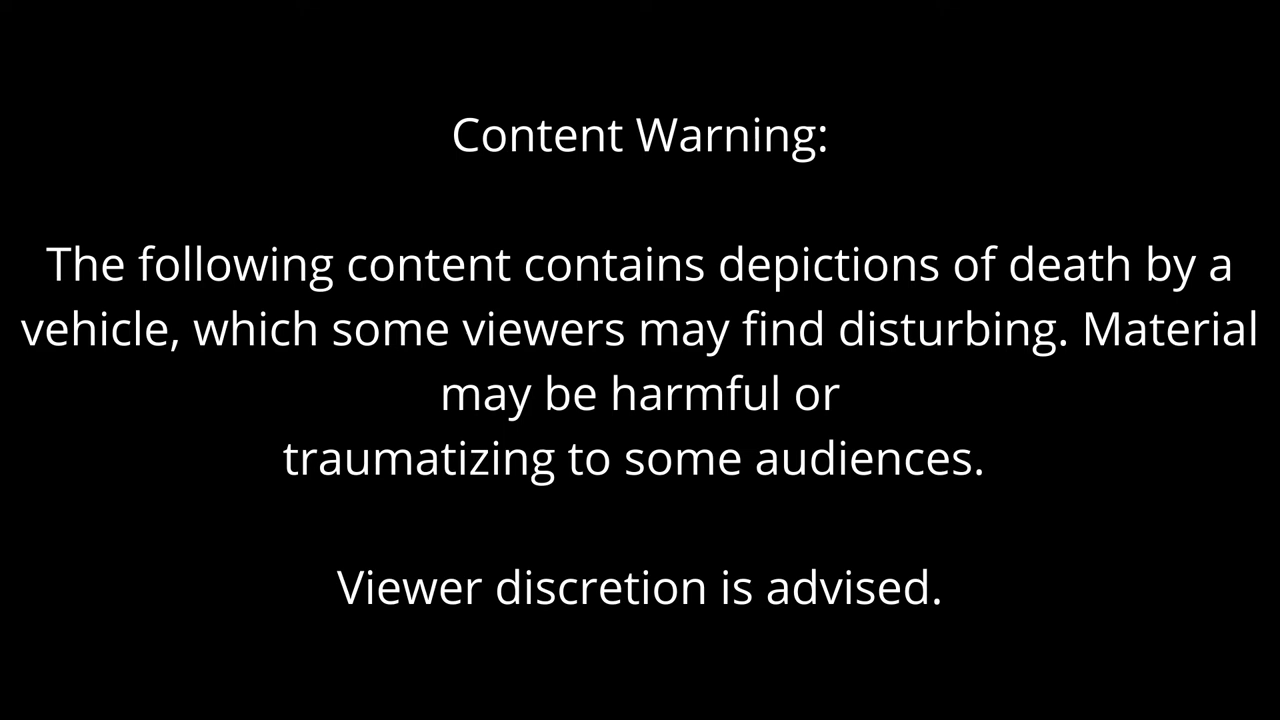 Content Warning:
The following content contains depictions of death by a
vehicle, which some viewers may find disturbing. Material
may be harmful or
traumatizing to some audiences.
Viewer discretion is advised.